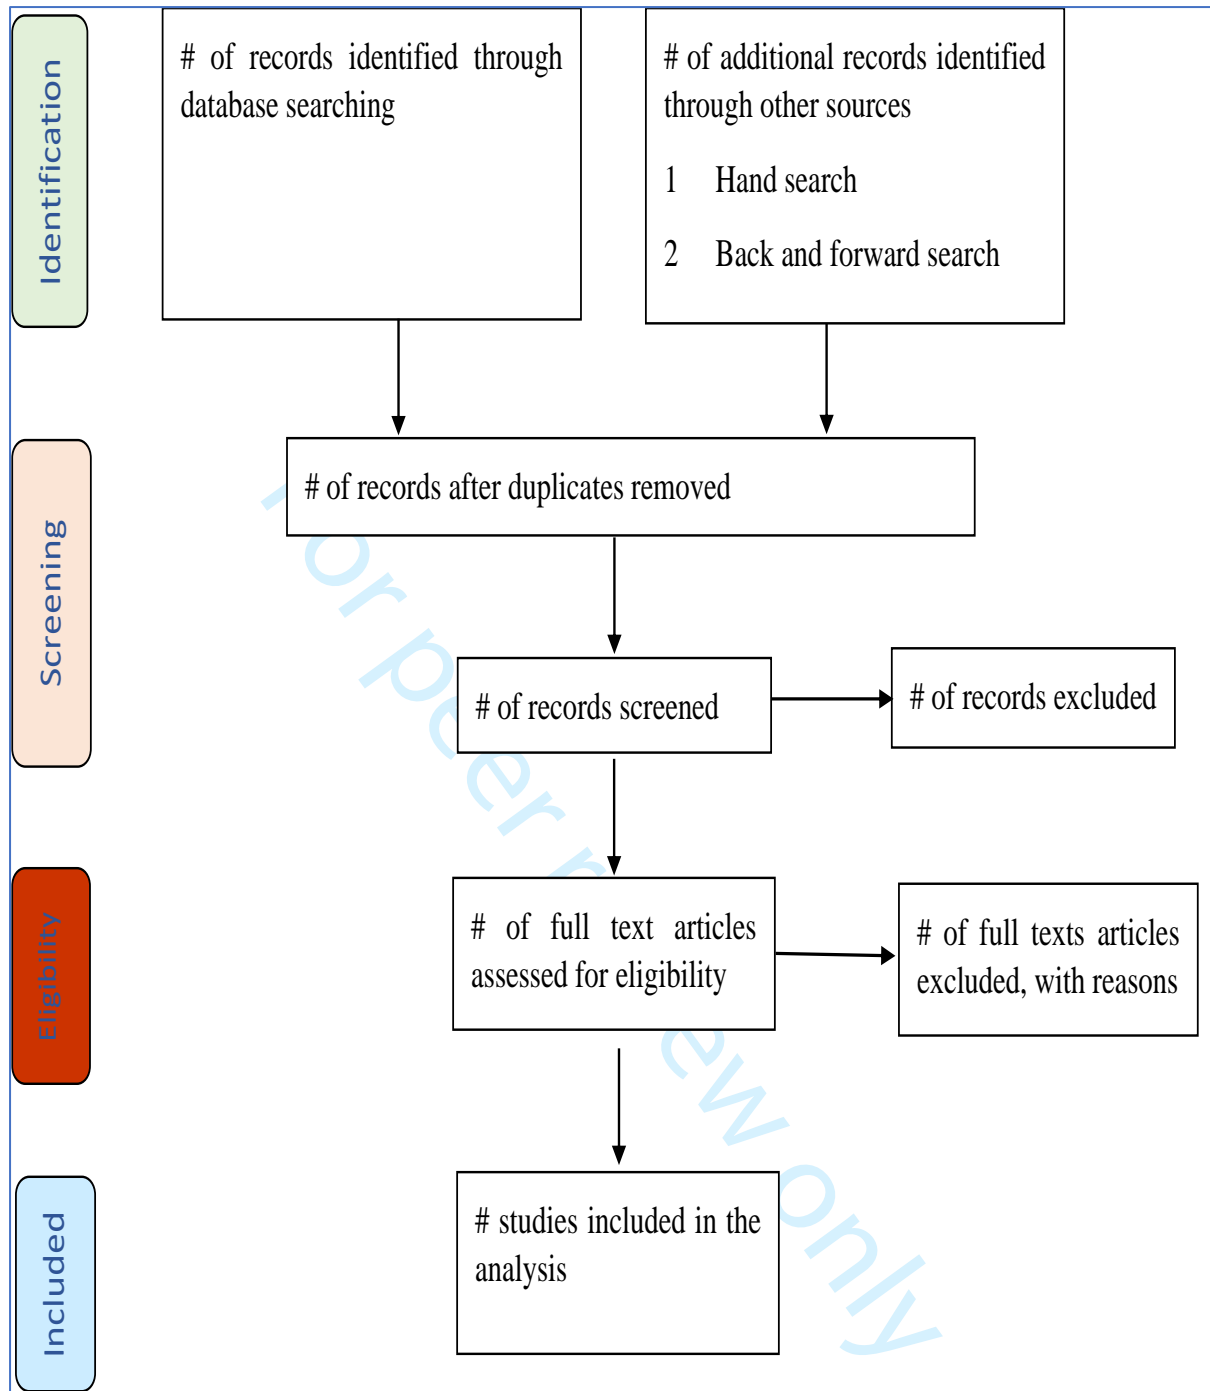 Identification
# of records identified through
database searching
# of additional records identified
through other sources
1 Hand search
2 Back and forward search
Screening
# of records after duplicates removed
# of records screened
# of records excluded
Eligibility
# of full text articles
assessed for eligibility
# of full texts articles
excluded, with reasons
Included
# studies included in the
analysis
For peer review only